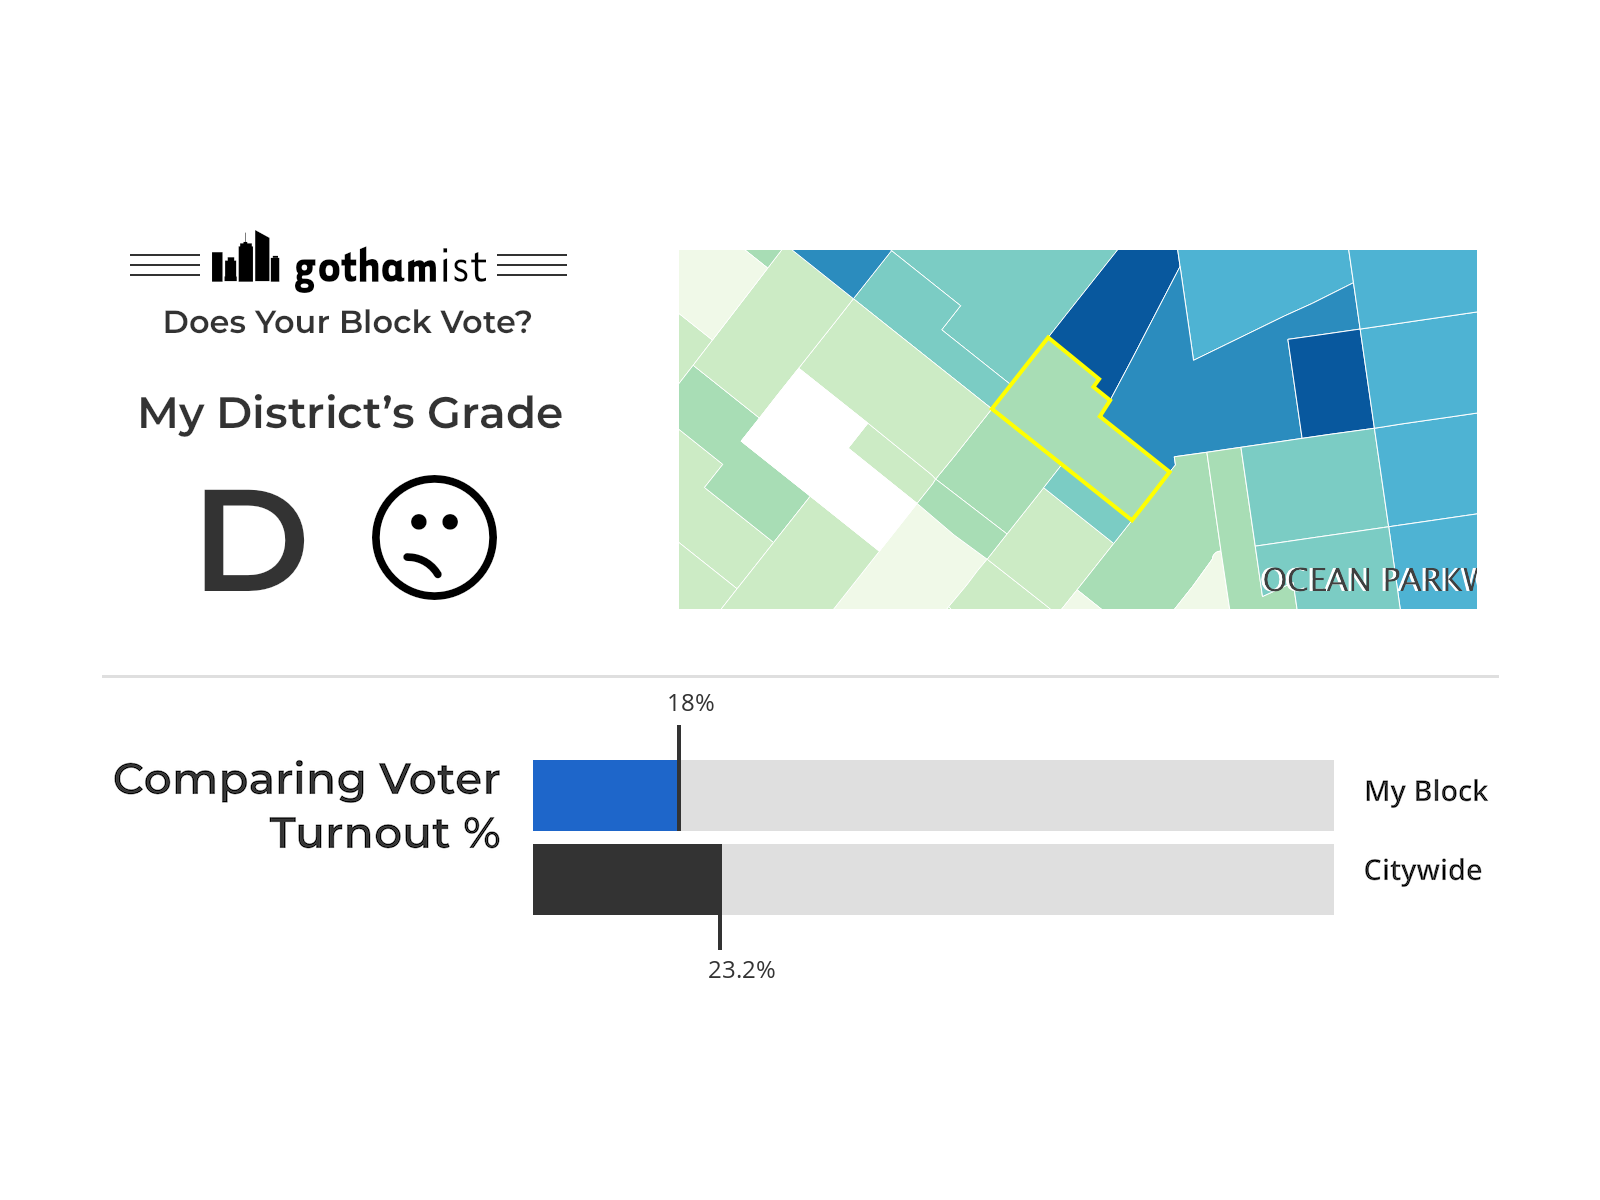 gothamist
Does Your Block Vote?
My District’s Grade
D
OCEAN PARKW
18%
Comparing Voter
Turnout %
My Block
Citywide
23.2%